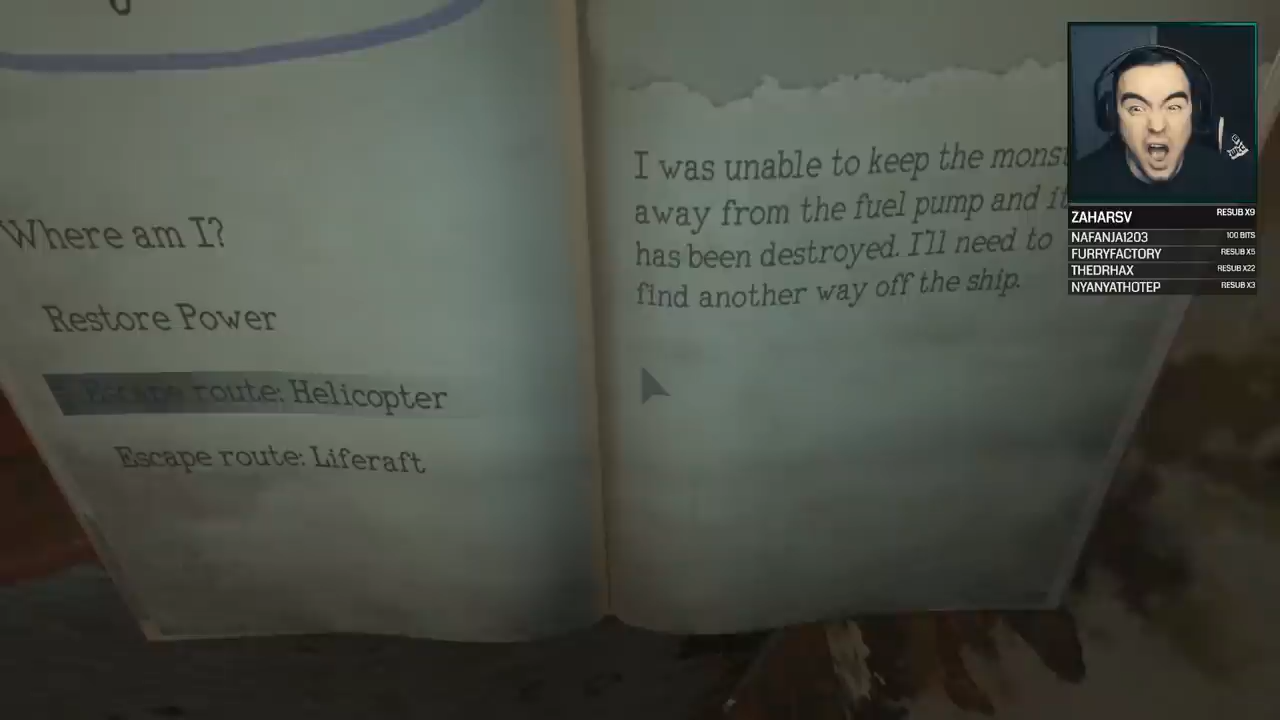 Where am I?
Restore Power
Escape route: Helicopter
Escape route: Liferaft
I was unable to keep the
away from the fuel pump and
has been destroyed. I'll need to
find another way off the ship.
ZAHARSV RESUB X9
NAFANJA1203 100 BITS
FURRYFACTORY RESUB X5
THEDRHAX RESUB X22
NYANYATHOTEP RESUB X3